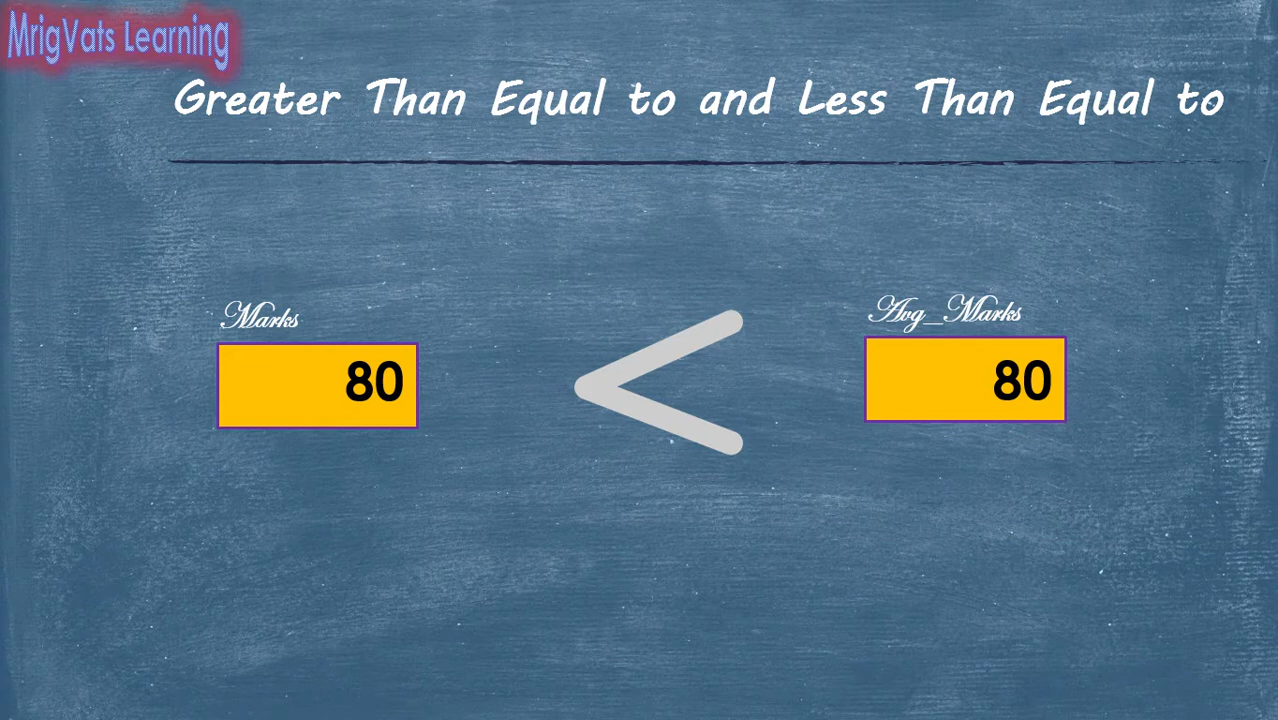 MrigVats Learning
Greater Than Equal to and Less Than Equal to
Marks
Avg_Marks
80 < 80